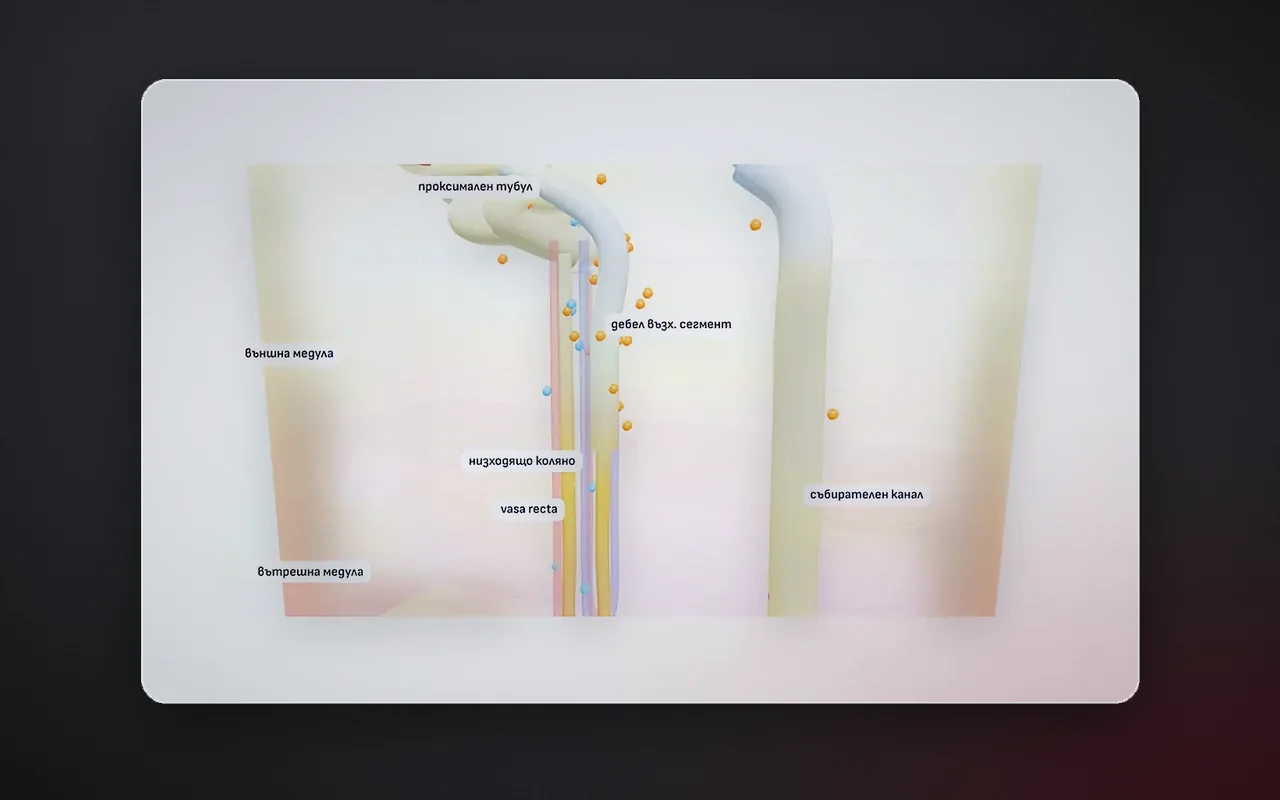 проксимален тубул
дебел възх. сегмент
външна медула
низходящо коляно
събирателен канал
vasa recta
вътрешна медула